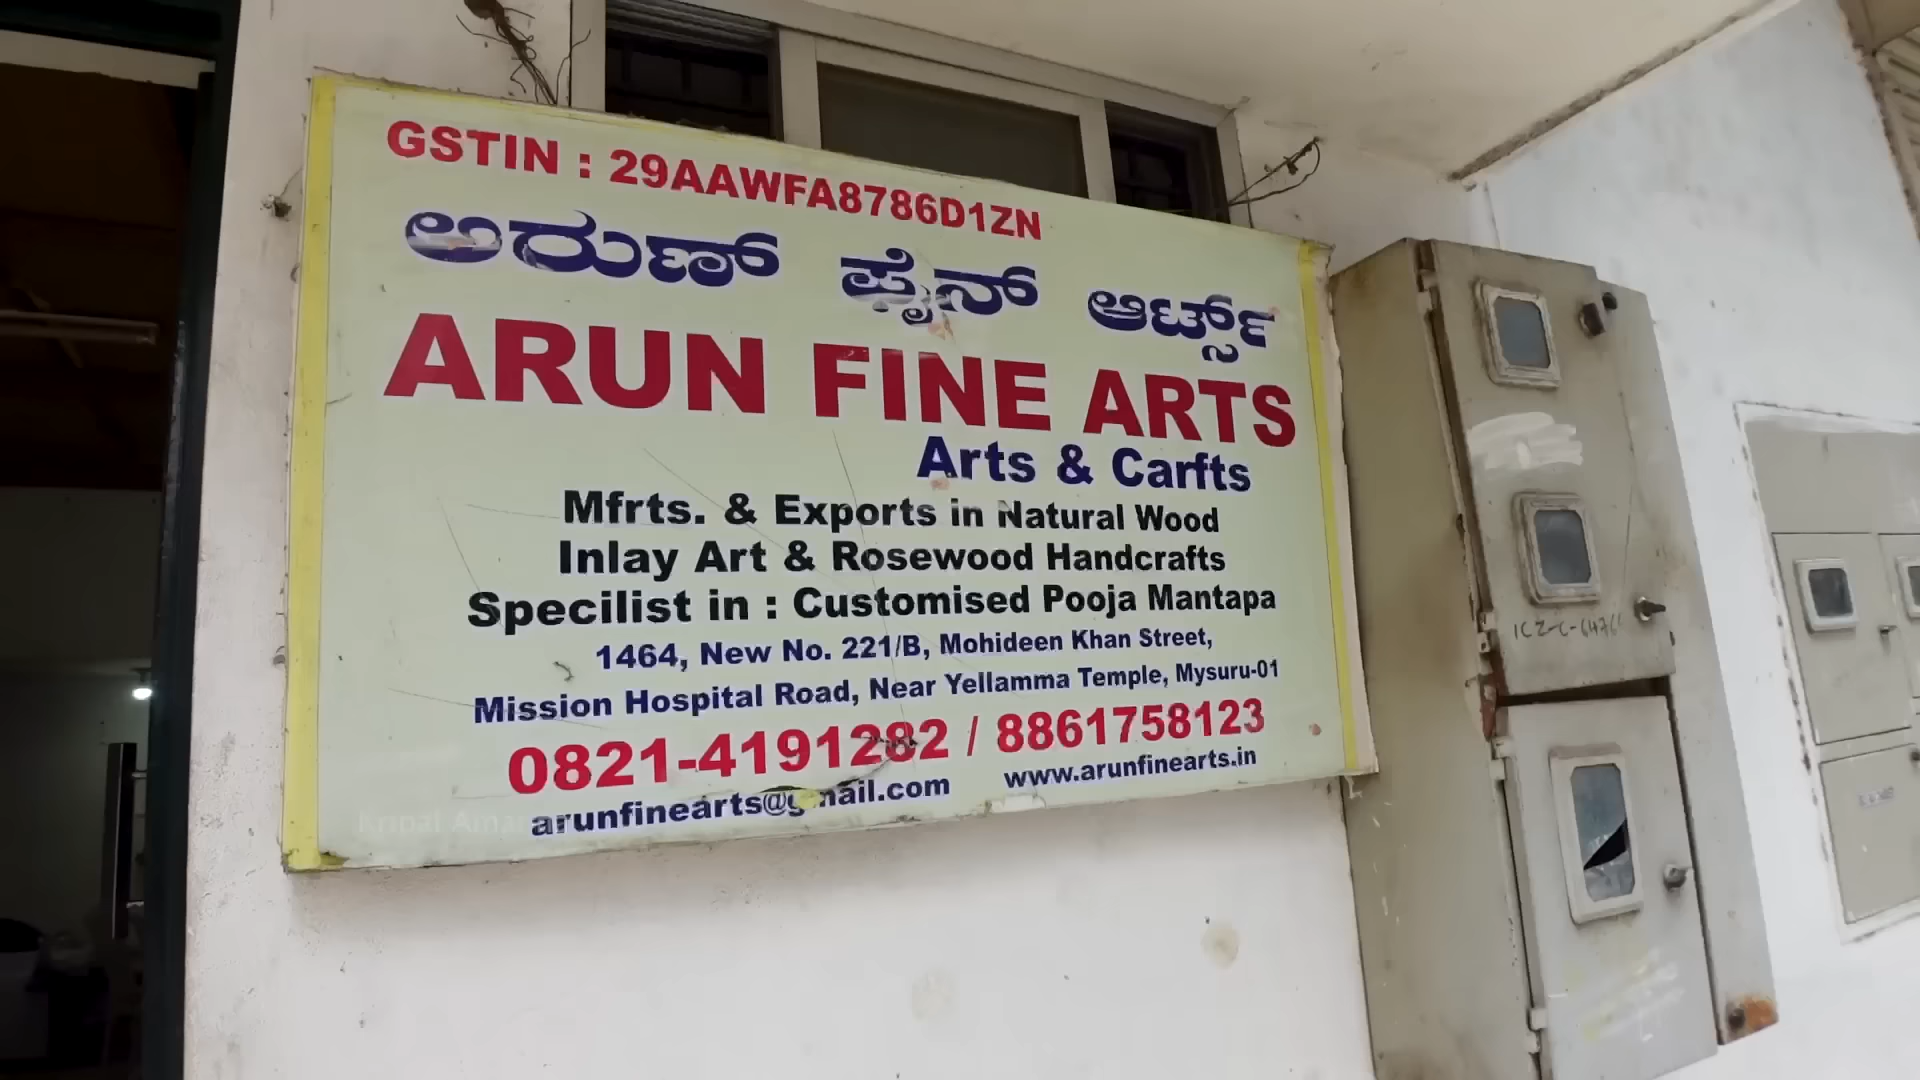 GSTIN : 29AAWFA8786D1ZN
ಅರುಣ್ ಫೈನ್ ಆರ್ಟ್ಸ್
ARUN FINE ARTS
Arts & Carfts
Mfrts. & Exports in Natural Wood
Inlay Art & Rosewood Handcrafts
Specilist in : Customised Pooja Mantapa
1464, New No. 221/B, Mohideen Khan Street,
Mission Hospital Road, Near Yellamma Temple, Mysuru-01
0821-4191282 / 8861758123
arunfinearts@gmail.com www.arunfinearts.in